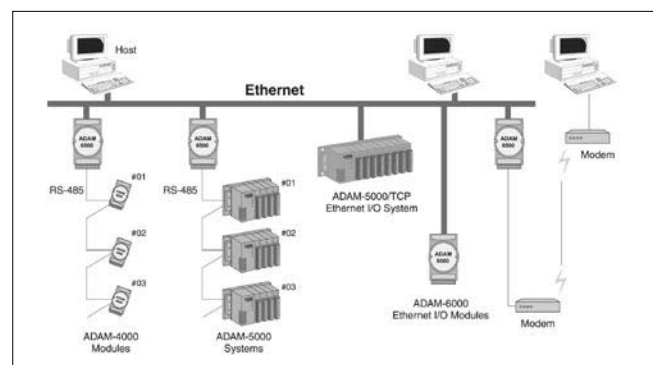 Host
Ethernet
ADAM
6500
ADAM
6500
ADAM
6500
RS-485
#01
#02
#03
ADAM-4000
Modules
RS-485
#01
#02
#03
ADAM-5000
Systems
ADAM-5000/TCP
Ethernet I/O System
ADAM
6000
ADAM-6000
Ethernet I/O Modules
Modem
Modem